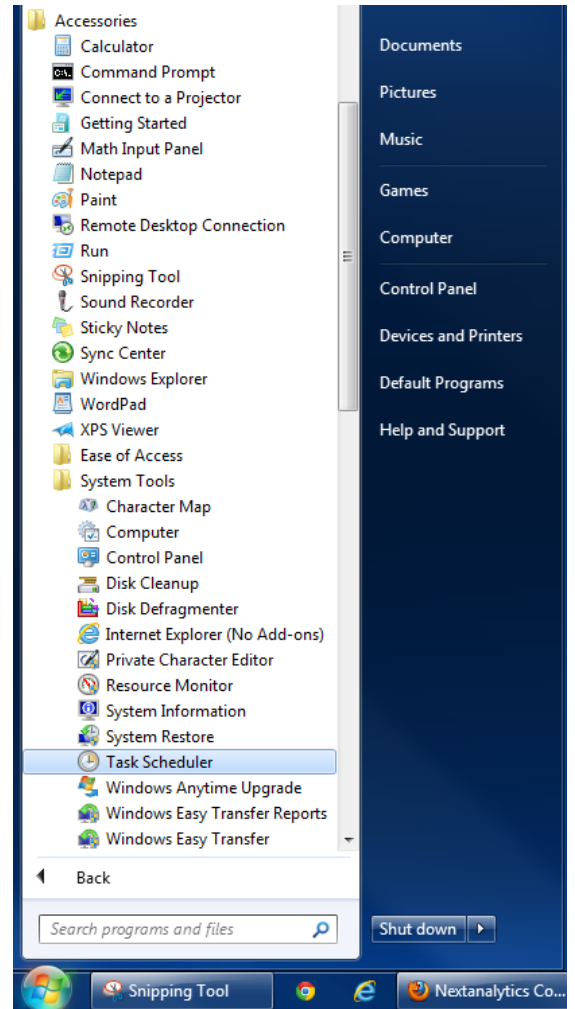 Accessories
Calculator
Command Prompt
Connect to a Projector
Getting Started
Math Input Panel
Notepad
Paint
Remote Desktop Connection
Run
Snipping Tool
Sound Recorder
Sticky Notes
Sync Center
Windows Explorer
WordPad
XPS Viewer
Ease of Access
System Tools
Character Map
Computer
Control Panel
Disk Cleanup
Disk Defragmenter
Internet Explorer (No Add-ons)
Private Character Editor
Resource Monitor
System Information
System Restore
Task Scheduler
Windows Anytime Upgrade
Windows Easy Transfer Reports
Windows Easy Transfer
Back
Search programs and files
Documents
Pictures
Music
Games
Computer
Control Panel
Devices and Printers
Default Programs
Help and Support
Shut down
Snipping Tool
Nextanalytics Co...